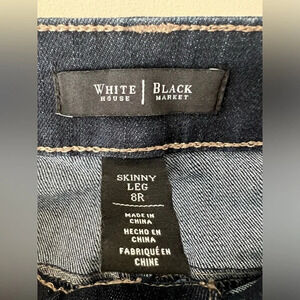 WHITE | BLACK
HOUSE MARKET
SKINNY
LEG
8R
MADE IN
CHINA
HECHO EN
CHINA
FABRIQUÉ EN
CHINE